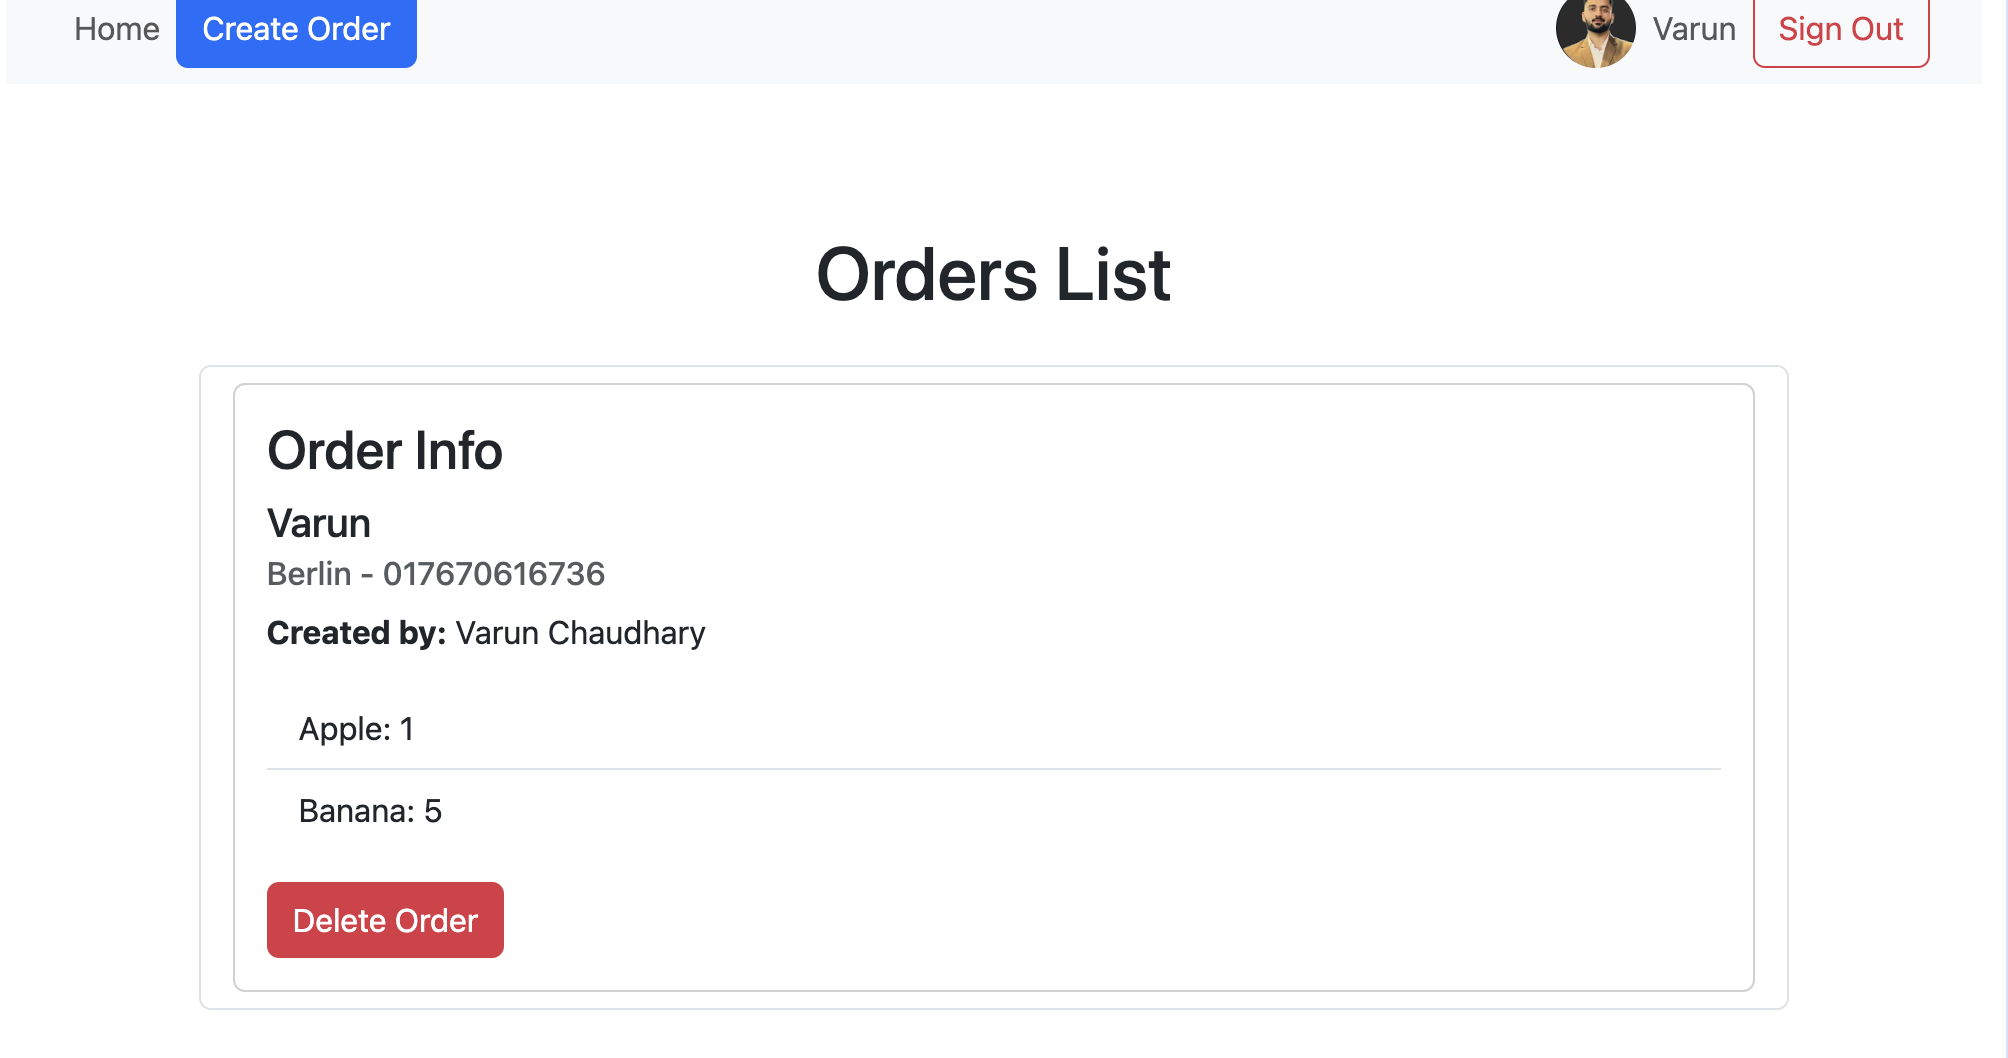 Home Create Order Varun Sign Out
Orders List
Order Info
Varun
Berlin - 017670616736
Created by: Varun Chaudhary
Apple: 1
Banana: 5
Delete Order